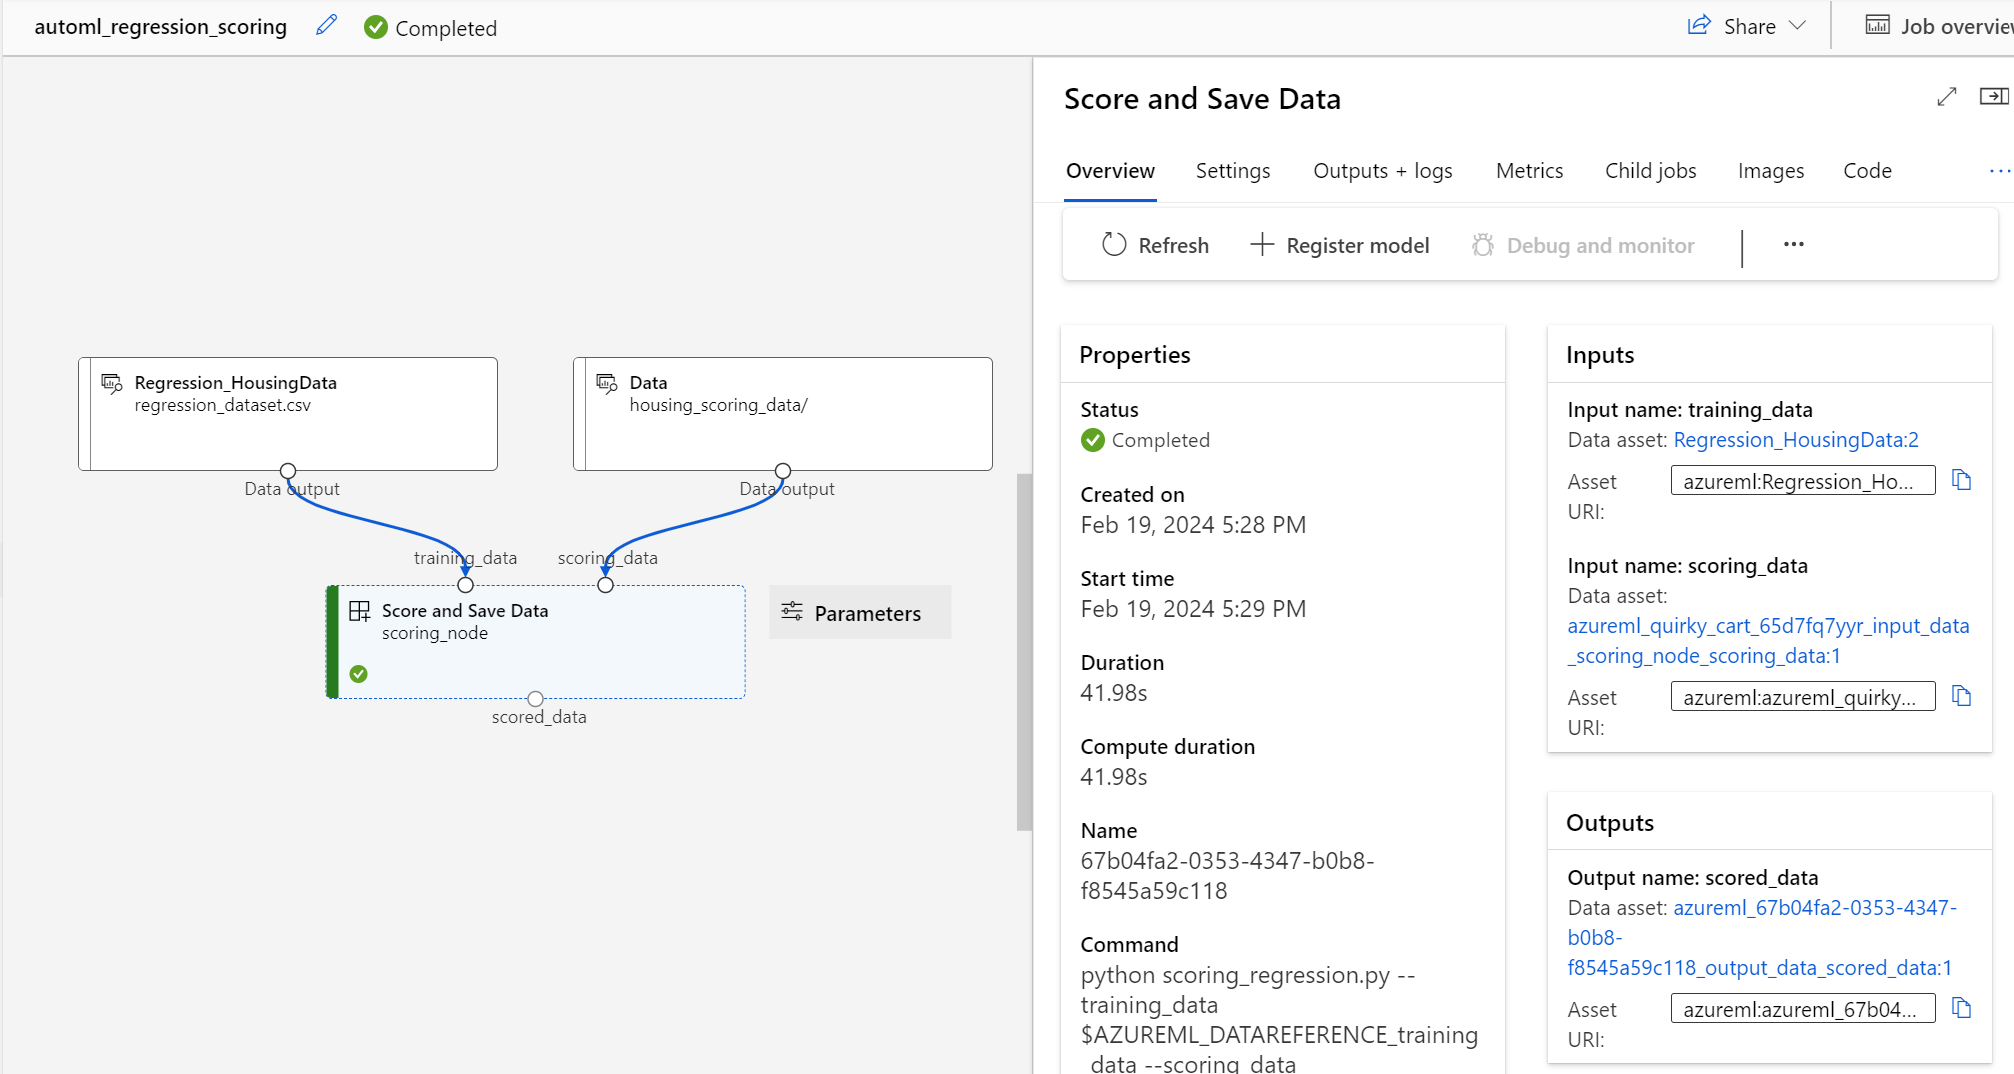 automl_regression_scoring
Completed
Share
Job overvie
Regression_HousingData
regression_dataset.csv
Data
housing_scoring_data/
Data output
Data output
training_data
scoring_data
Score and Save Data
scoring_node
Parameters
scored_data
Score and Save Data
Overview
Settings
Outputs + logs
Metrics
Child jobs
Images
Code
Refresh
Register model
Debug and monitor
Properties
Status
Completed
Created on
Feb 19, 2024 5:28 PM
Start time
Feb 19, 2024 5:29 PM
Duration
41.98s
Compute duration
41.98s
Name
67b04fa2-0353-4347-b0b8-
f8545a59c118
Command
python scoring_regression.py --
training_data
$AZUREML_DATAREFERENCE_training
_data --scoring_data
Inputs
Input name: training_data
Data asset: Regression_HousingData:2
Asset
URI:
azureml:Regression_Ho...
Input name: scoring_data
Data asset:
azureml_quirky_cart_65d7fq7yyr_input_data
_scoring_node_scoring_data:1
Asset
URI:
azureml:azureml_quirky...
Outputs
Output name: scored_data
Data asset: azureml_67b04fa2-0353-4347-
b0b8-
f8545a59c118_output_data_scored_data:1
Asset
URI:
azureml:azureml_67b04...